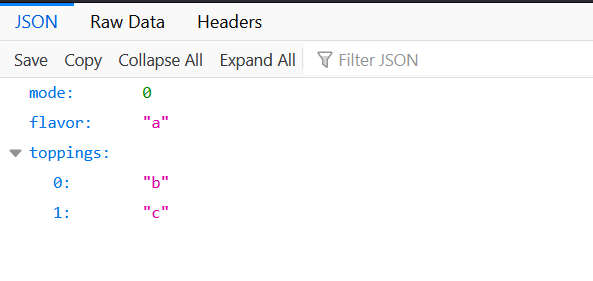 JSON Raw Data Headers
Save Copy Collapse All Expand All Filter JSON
mode: 0
flavor: "a"
toppings:
0: "b"
1: "c"